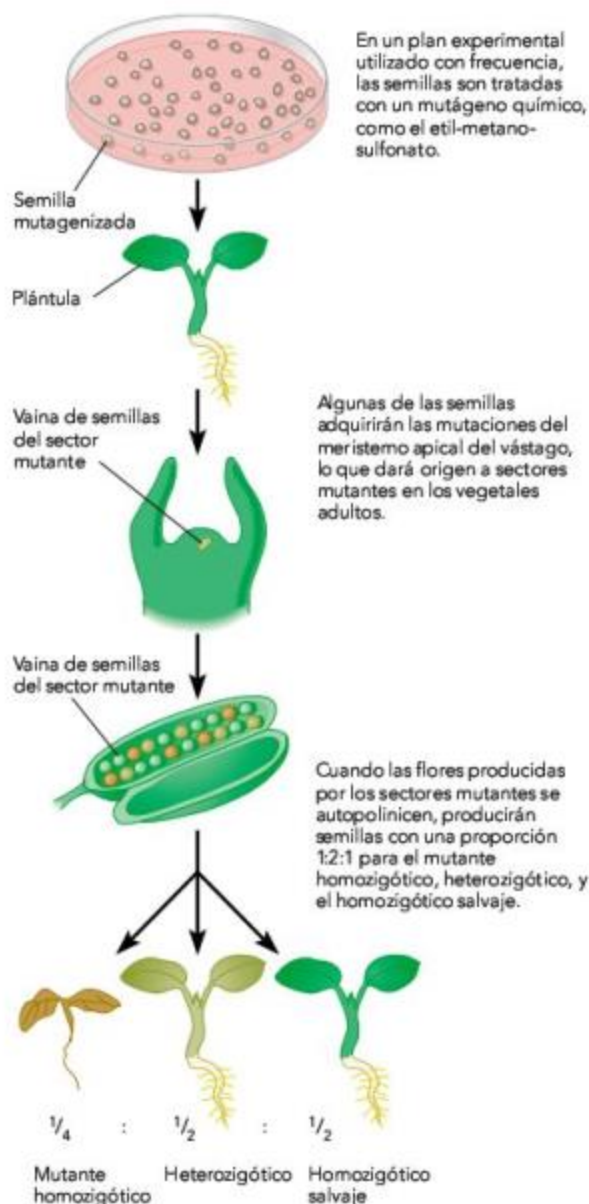 En un plan experimental
utilizado con frecuencia,
las semillas son tratadas
con un mutágeno químico,
como el etil-metano-
sulfonato.
Semilla
mutagenizada
Plántula
Vaina de semillas
del sector
mutante
Algunas de las semillas
adquirirán las mutaciones del
meristemo apical del vástago,
lo que dará origen a sectores
mutantes en los vegetales
adultos.
Vaina de semillas
del sector mutante
Cuando las flores producidas
por los sectores mutantes se
autopolinicen, producirán
semillas con una proporción
1:2:1 para el mutante
homozigótico, heterozigótico, y
el homozigótico salvaje.
1/4 : 1/2 : 1/2
Mutante
homozigótico
Heterozigótico
Homozigótico
salvaje